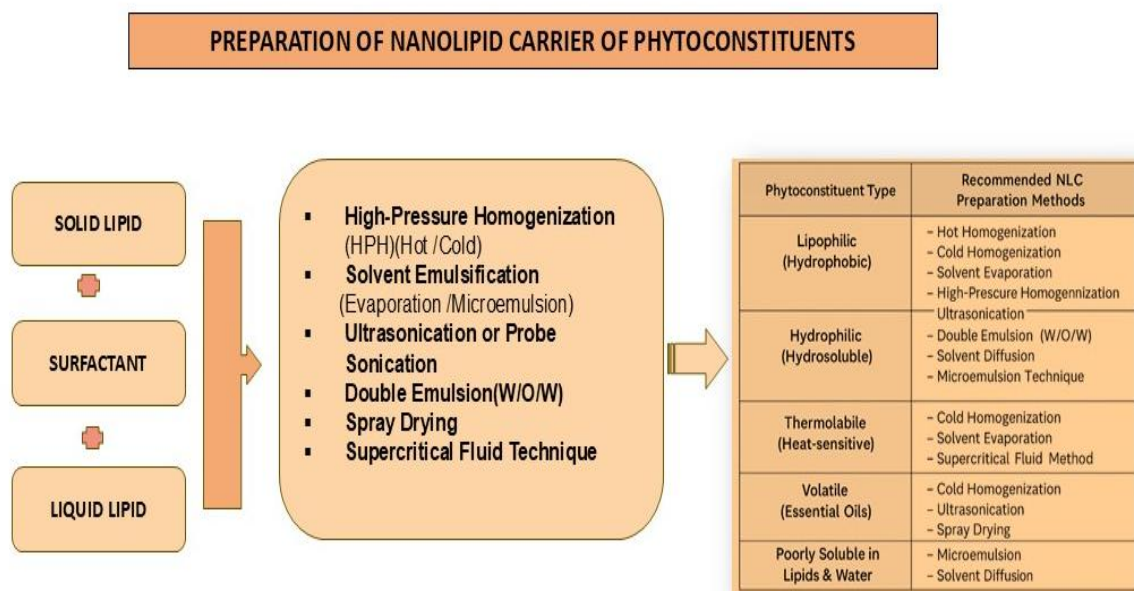 PREPARATION OF NANOLIPID CARRIER OF PHYTOCONSTITUENTS
SOLID LIPID
SURFACTANT
LIQUID LIPID
▪ High-Pressure Homogenization
(HPH)(Hot /Cold)
▪ Solvent Emulsification
(Evaporation /Microemulsion)
▪ Ultrasonication or Probe
Sonication
▪ Double Emulsion(W/O/W)
▪ Spray Drying
▪ Supercritical Fluid Technique
Phytoconstituent Type
Recommended NLC
Preparation Methods
Lipophilic
(Hydrophobic)
– Hot Homogenization
– Cold Homogenization
– Solvent Evaporation
– High-Prescure Homogennization
Hydrophilic
(Hydrosoluble)
Ultrasonication
– Double Emulsion (W/O/W)
– Solvent Diffusion
– Microemulsion Technique
Thermolabile
(Heat-sensitive)
– Cold Homogenization
– Solvent Evaporation
– Supercritical Fluid Method
Volatile
(Essential Oils)
– Cold Homogenization
– Ultrasonication
– Spray Drying
Poorly Soluble in
Lipids & Water
– Microemulsion
– Solvent Diffusion